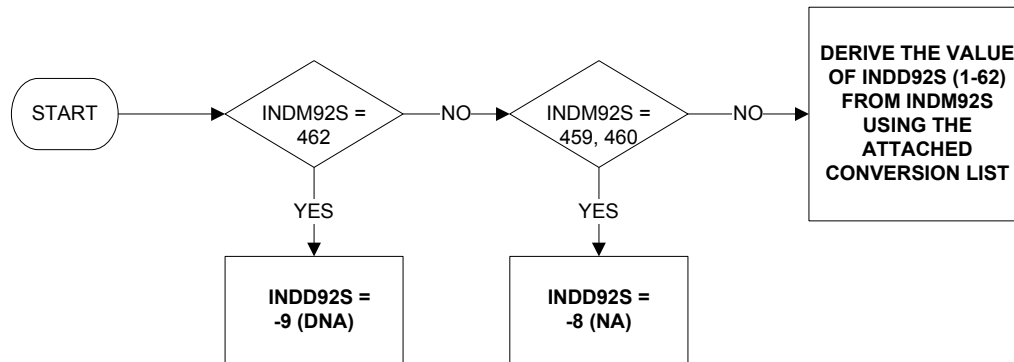 START
INDM92S =
462
NO
INDM92S =
459, 460
NO
DERIVE THE VALUE
OF INDD92S (1-62)
FROM INDM92S
USING THE
ATTACHED
CONVERSION LIST
YES
YES
INDD92S =
-9 (DNA)
INDD92S =
-8 (NA)